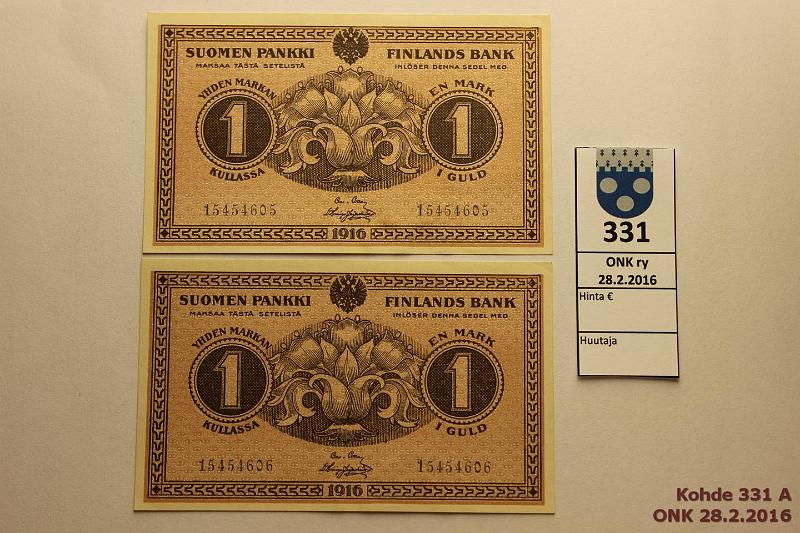 SUOMEN PANKKI FINLANDS BANK
MAKSAA TÄSTÄ SETELISTÄ INLÖSER DENNA SEDEL MED
YHDEN MARKAN EN MARK
1 1
KULLASSA I GULD
15454605 15454605
1916
SUOMEN PANKKI FINLANDS BANK
MAKSAA TÄSTÄ SETELISTÄ INLÖSER DENNA SEDEL MED
YHDEN MARKAN EN MARK
1 1
KULLASSA I GULD
15454606 15454606
1916
331
ONK ry
28.2.2016
Hinta €
Huutaja
Kohde 331 A
ONK 28.2.2016